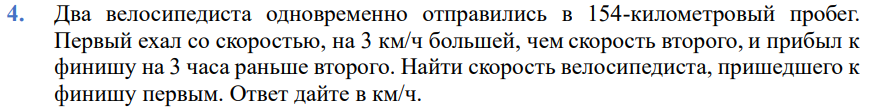 4. Два велосипедиста одновременно отправились в 154-километровый пробег.
Первый ехал со скоростью, на 3 км/ч большей, чем скорость второго, и прибыл к
финишу на 3 часа раньше второго. Найти скорость велосипедиста, пришедшего к
финишу первым. Ответ дайте в км/ч.